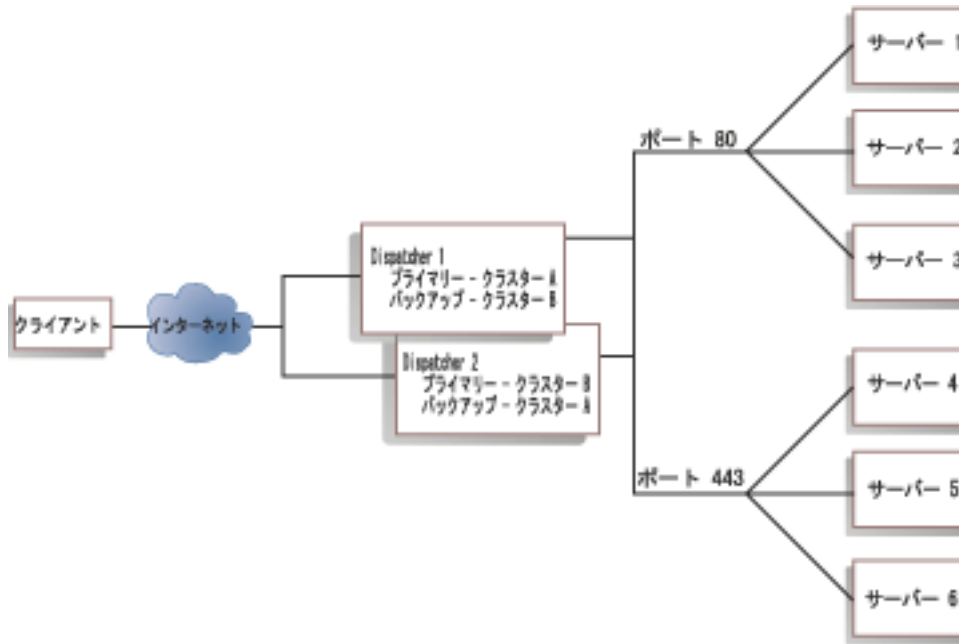 クライアント
インターネット
Dispatcher 1
プライマリー - クラスター A
バックアップ - クラスター B
Dispatcher 2
プライマリー - クラスター B
バックアップ - クラスター A
ポート 80
サーバー 1
サーバー 2
サーバー 3
ポート 443
サーバー 4
サーバー 5
サーバー 6